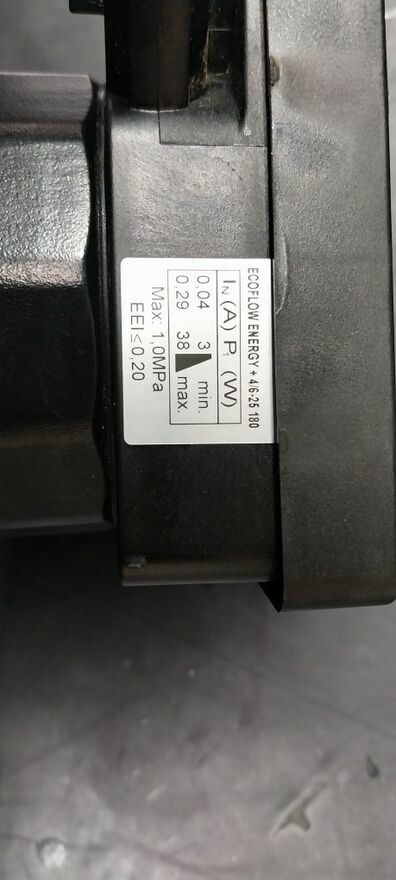 ECOFLOW ENERGY + 4/6-25 180
IN (A) P1 (W)
0,04 3 min.
0,29 38 max.
Max: 1,0MPa
EEI≤0,20